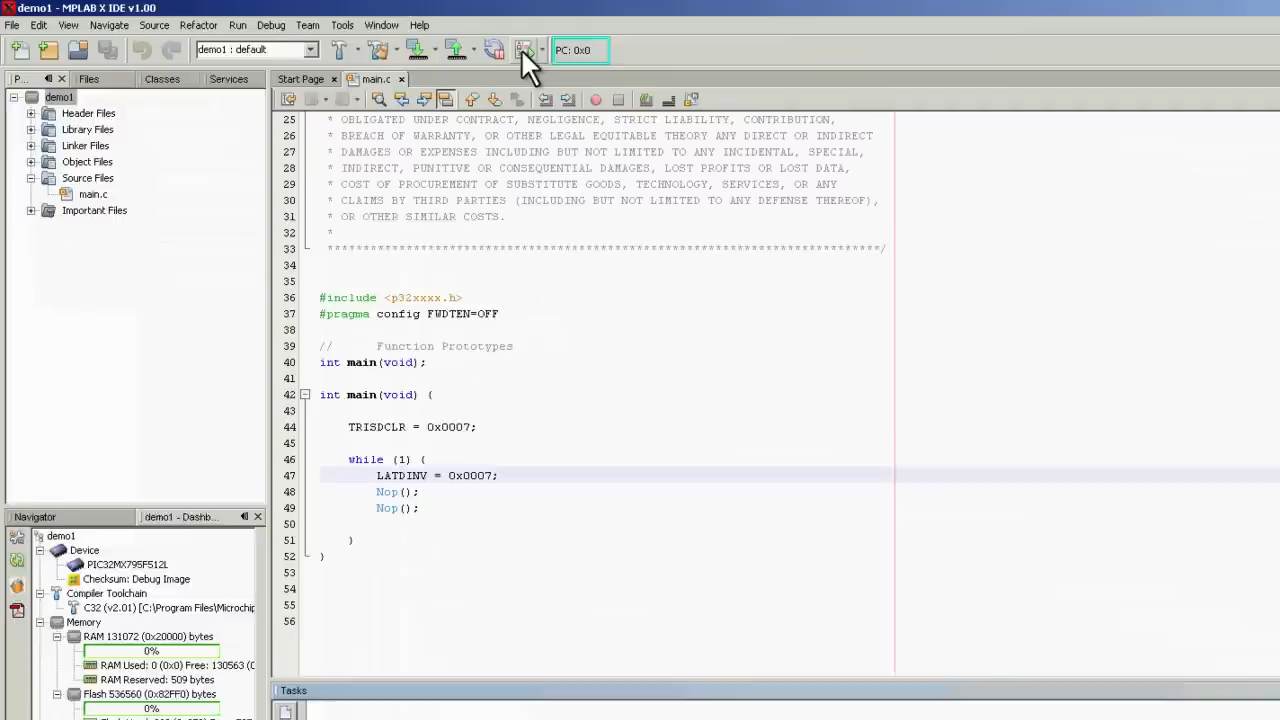 demo1 - MPLAB X IDE v1.00
File Edit View Navigate Source Refactor Run Debug Team Tools Window Help
demo1 : default
PC: 0x0
P... Files Classes Services
Start Page main.c
demo1
Header Files
Library Files
Linker Files
Object Files
Source Files
main.c
Important Files
25 * OBLIGATED UNDER CONTRACT, NEGLIGENCE, STRICT LIABILITY, CONTRIBUTION,
26 * BREACH OF WARRANTY, OR OTHER LEGAL EQUITABLE THEORY ANY DIRECT OR INDIRECT
27 * DAMAGES OR EXPENSES INCLUDING BUT NOT LIMITED TO ANY INCIDENTAL, SPECIAL,
28 * INDIRECT, PUNITIVE OR CONSEQUENTIAL DAMAGES, LOST PROFITS OR LOST DATA,
29 * COST OF PROCUREMENT OF SUBSTITUTE GOODS, TECHNOLOGY, SERVICES, OR ANY
30 * CLAIMS BY THIRD PARTIES (INCLUDING BUT NOT LIMITED TO ANY DEFENSE THEREOF),
31 * OR OTHER SIMILAR COSTS.
32 *
33 *****************************************************************************/
34
35
36 #include <p32xxxx.h>
37 #pragma config FWDTEN=OFF
38
39 // Function Prototypes
40 int main(void);
41
42 int main(void) {
43
44 TRISDCLR = 0x0007;
45
46 while (1) {
47 LATDINV = 0x0007;
48 Nop();
49 Nop();
50
51 }
52 }
53
54
55
56
Navigator demo1 - Dashb...
demo1
Device
PIC32MX795F512L
Checksum: Debug Image
Compiler Toolchain
C32 (v2.01) [C:\Program Files\Microchip
Memory
RAM 131072 (0x20000) bytes
0%
RAM Used: 0 (0x0) Free: 130563 (0
RAM Reserved: 509 bytes
Flash 536560 (0x82FF0) bytes
0%
Tasks